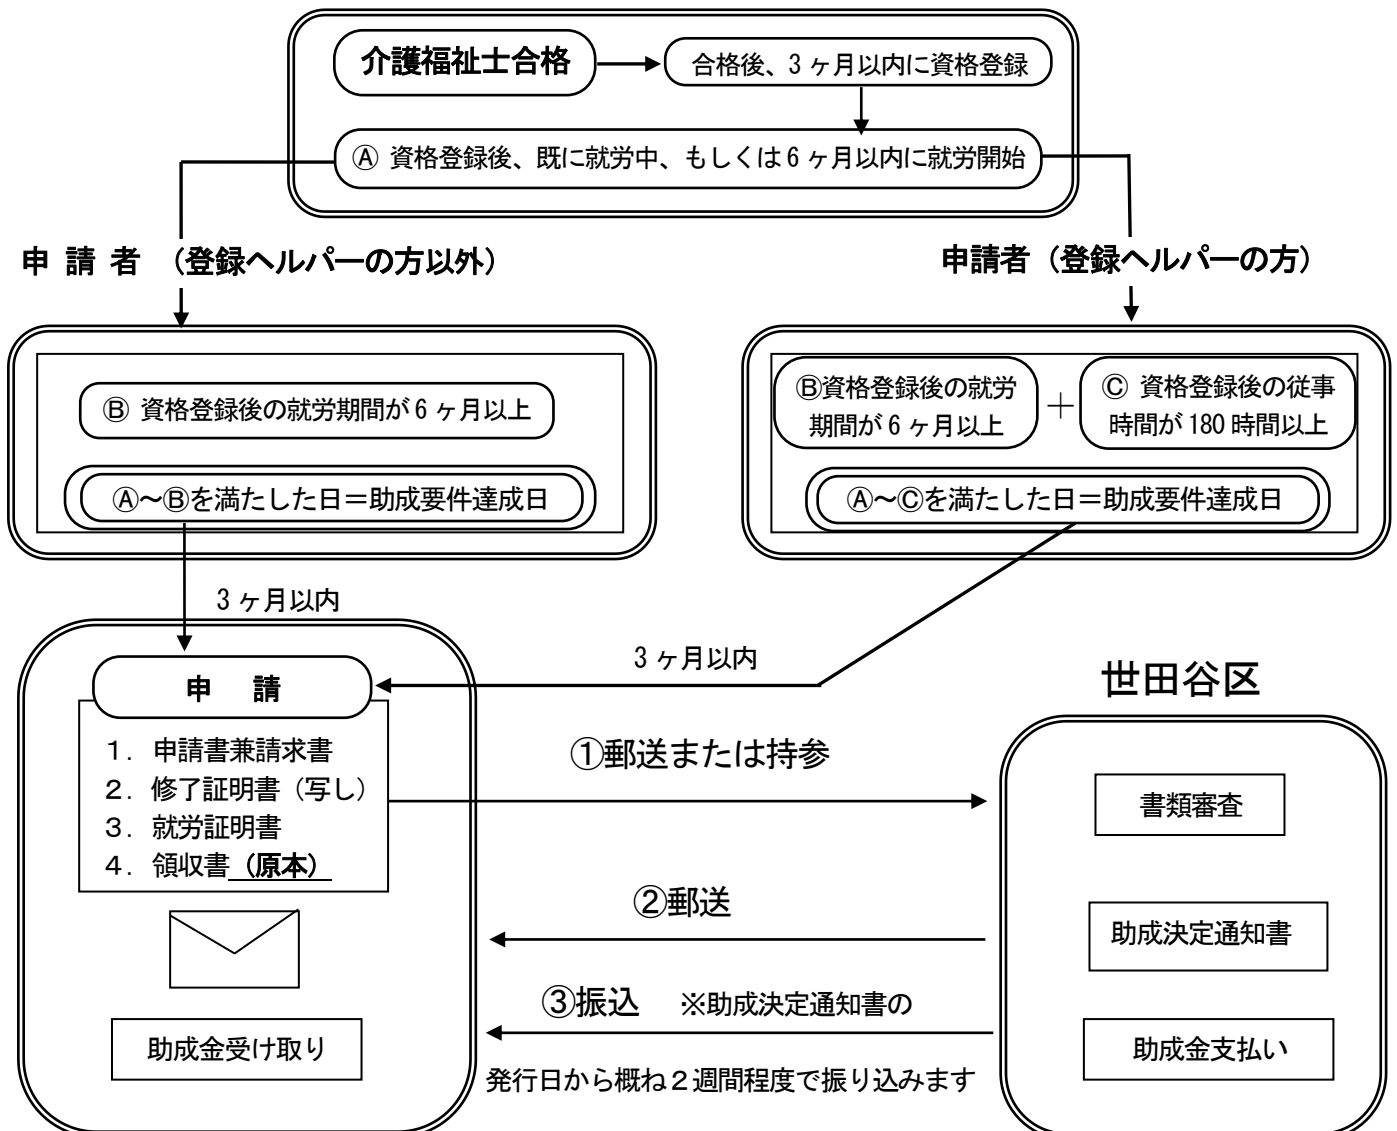 介護福祉士合格
合格後、3ヶ月以内に資格登録
Ⓐ 資格登録後、既に就労中、もしくは6ヶ月以内に就労開始
申 請 者 （登録ヘルパーの方以外）
申請者（登録ヘルパーの方）
Ⓑ 資格登録後の就労期間が6ヶ月以上
Ⓐ～Ⓑを満たした日＝助成要件達成日
Ⓑ資格登録後の就労
期間が6ヶ月以上
＋
Ⓒ 資格登録後の従事
時間が180時間以上
Ⓐ～Ⓒを満たした日＝助成要件達成日
3ヶ月以内
3ヶ月以内
申 請
１．申請書兼請求書
２．修了証明書（写し）
３．就労証明書
４．領収書（原本）
助成金受け取り
①郵送または持参
②郵送
③振込 ※助成決定通知書の
発行日から概ね２週間程度で振り込みます
世田谷区
書類審査
助成決定通知書
助成金支払い